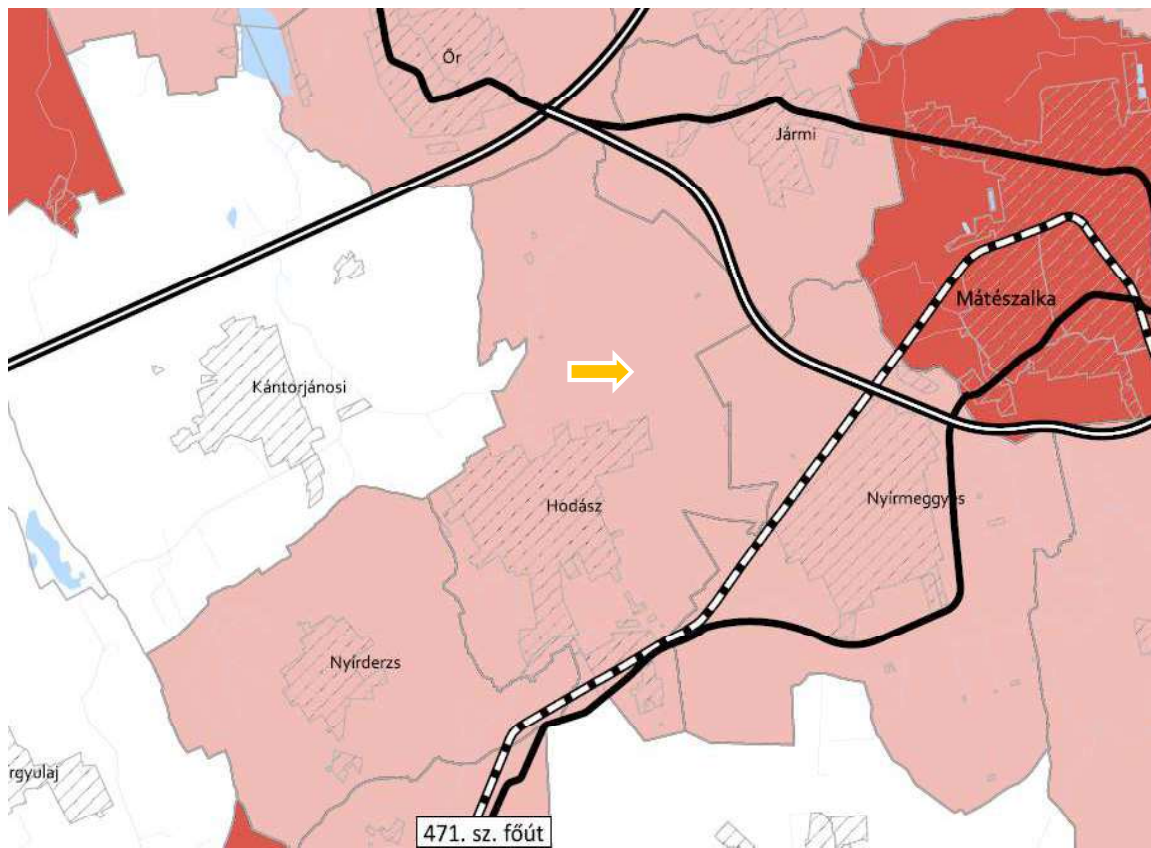 Őr
Jármi
Mátészalka
Kántorjánosi
Hodász
Nyírmeggyes
Nyírderzs
rgyulaj
471. sz. főút